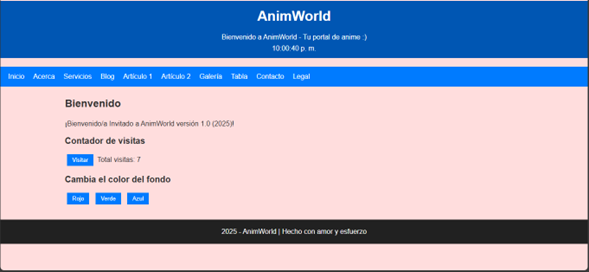 AnimWorld
Bienvenido a AnimWorld - Tu portal de anime :)
10:00:40 p. m.
Inicio Acerca Servicios Blog Artículo 1 Artículo 2 Galería Tabla Contacto Legal
Bienvenido
¡Bienvenido/a Invitado a AnimWorld versión 1.0 (2025)!
Contador de visitas
Visitar Total visitas: 7
Cambia el color del fondo
Rojo Verde Azul
2025 - AnimWorld | Hecho con amor y esfuerzo